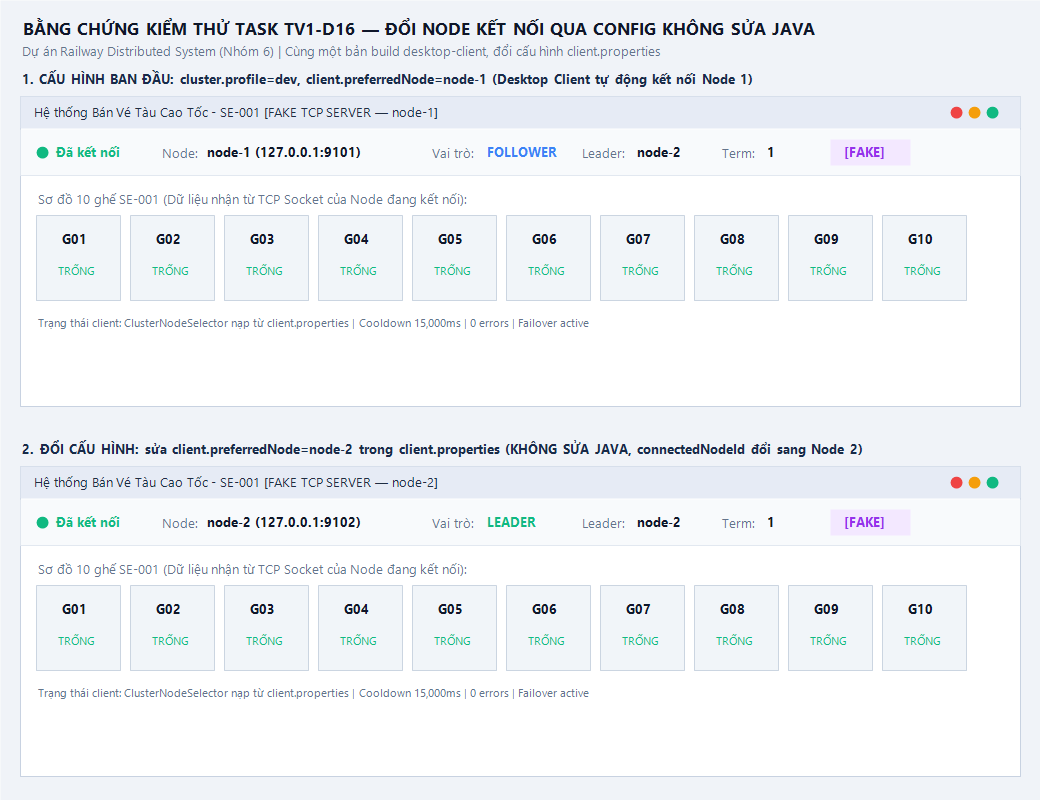 BẰNG CHỨNG KIỂM THỬ TASK TV1-D16 — ĐỔI NODE KẾT NỐI QUA CONFIG KHÔNG SỬA JAVA
Dự án Railway Distributed System (Nhóm 6) | Cùng một bản build desktop-client, đổi cấu hình client.properties
1. CẤU HÌNH BAN ĐẦU: cluster.profile=dev, client.preferredNode=node-1 (Desktop Client tự động kết nối Node 1)
Hệ thống Bán Vé Tàu Cao Tốc - SE-001 [FAKE TCP SERVER — node-1]
Đã kết nối Node: node-1 (127.0.0.1:9101) Vai trò: FOLLOWER Leader: node-2 Term: 1 [FAKE]
Sơ đồ 10 ghế SE-001 (Dữ liệu nhận từ TCP Socket của Node đang kết nối):
G01 G02 G03 G04 G05 G06 G07 G08 G09 G10
TRỐNG TRỐNG TRỐNG TRỐNG TRỐNG TRỐNG TRỐNG TRỐNG TRỐNG TRỐNG
Trạng thái client: ClusterNodeSelector nạp từ client.properties | Cooldown 15,000ms | 0 errors | Failover active
2. ĐỔI CẤU HÌNH: sửa client.preferredNode=node-2 trong client.properties (KHÔNG SỬA JAVA, connectedNodeId đổi sang Node 2)
Hệ thống Bán Vé Tàu Cao Tốc - SE-001 [FAKE TCP SERVER — node-2]
Đã kết nối Node: node-2 (127.0.0.1:9102) Vai trò: LEADER Leader: node-2 Term: 1 [FAKE]
Sơ đồ 10 ghế SE-001 (Dữ liệu nhận từ TCP Socket của Node đang kết nối):
G01 G02 G03 G04 G05 G06 G07 G08 G09 G10
TRỐNG TRỐNG TRỐNG TRỐNG TRỐNG TRỐNG TRỐNG TRỐNG TRỐNG TRỐNG
Trạng thái client: ClusterNodeSelector nạp từ client.properties | Cooldown 15,000ms | 0 errors | Failover active